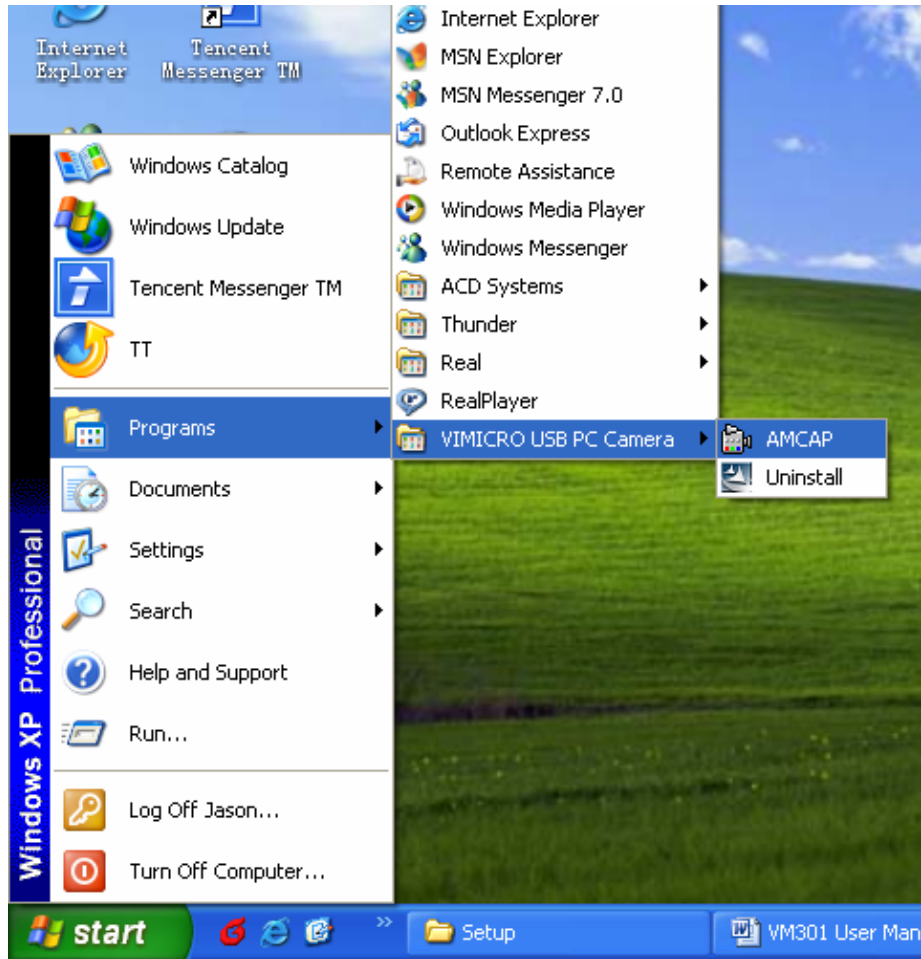 Internet
Explorer
Tencent
Messenger TM
Internet Explorer
MSN Explorer
MSN Messenger 7.0
Outlook Express
Remote Assistance
Windows Media Player
Windows Messenger
ACD Systems
Thunder
Real
RealPlayer
VIMICRO USB PC Camera
AMCAP
Uninstall
Windows Catalog
Windows Update
Tencent Messenger TM
TT
Programs
Documents
Settings
Search
Help and Support
Run...
Log Off Jason...
Turn Off Computer...
Windows XP Professional
start
Setup
VM301 User Man